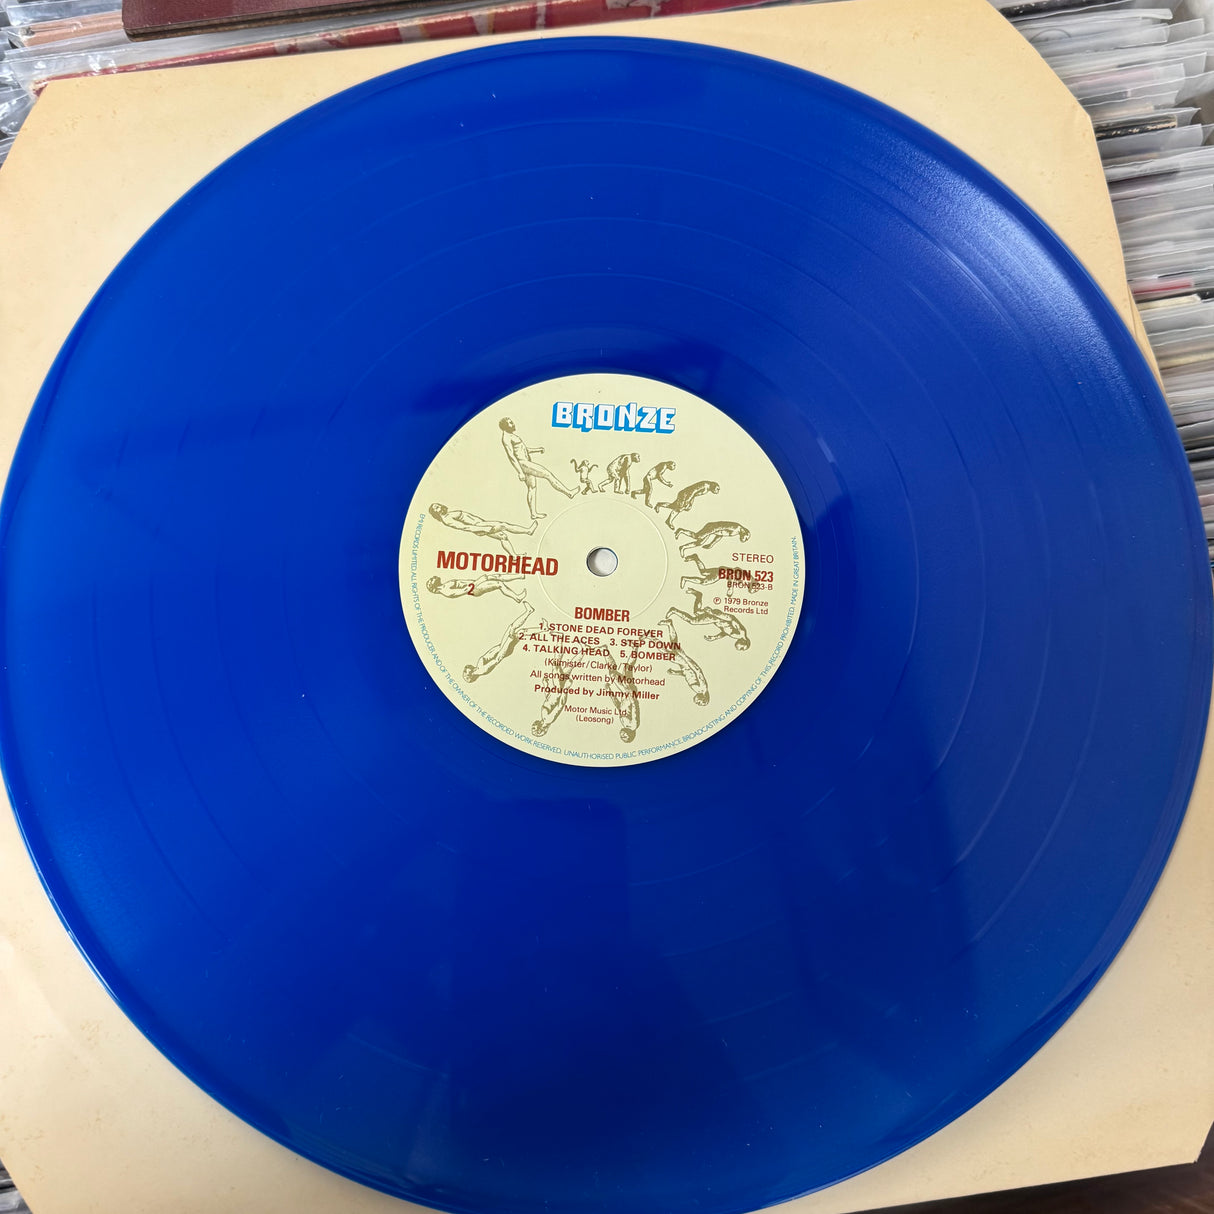 BRONZE
STEREO
MOTORHEAD
BRON 523
BRON 523-B
2
℗ 1979 Bronze
Records Ltd
BOMBER
1. STONE DEAD FOREVER
2. ALL THE ACES 3. STEP DOWN
4. TALKING HEAD 5. BOMBER
(Kilmister/Clarke/Taylor)
All songs written by Motorhead
Produced by Jimmy Miller
Motor Music Ltd.
(Leosong)
EMI RECORDS LIMITED. ALL RIGHTS OF THE PRODUCER AND OF THE OWNER OF THE RECORDED WORK RESERVED. UNAUTHORISED PUBLIC PERFORMANCE, BROADCASTING AND COPYING OF THIS RECORD PROHIBITED. MADE IN GREAT BRITAIN.